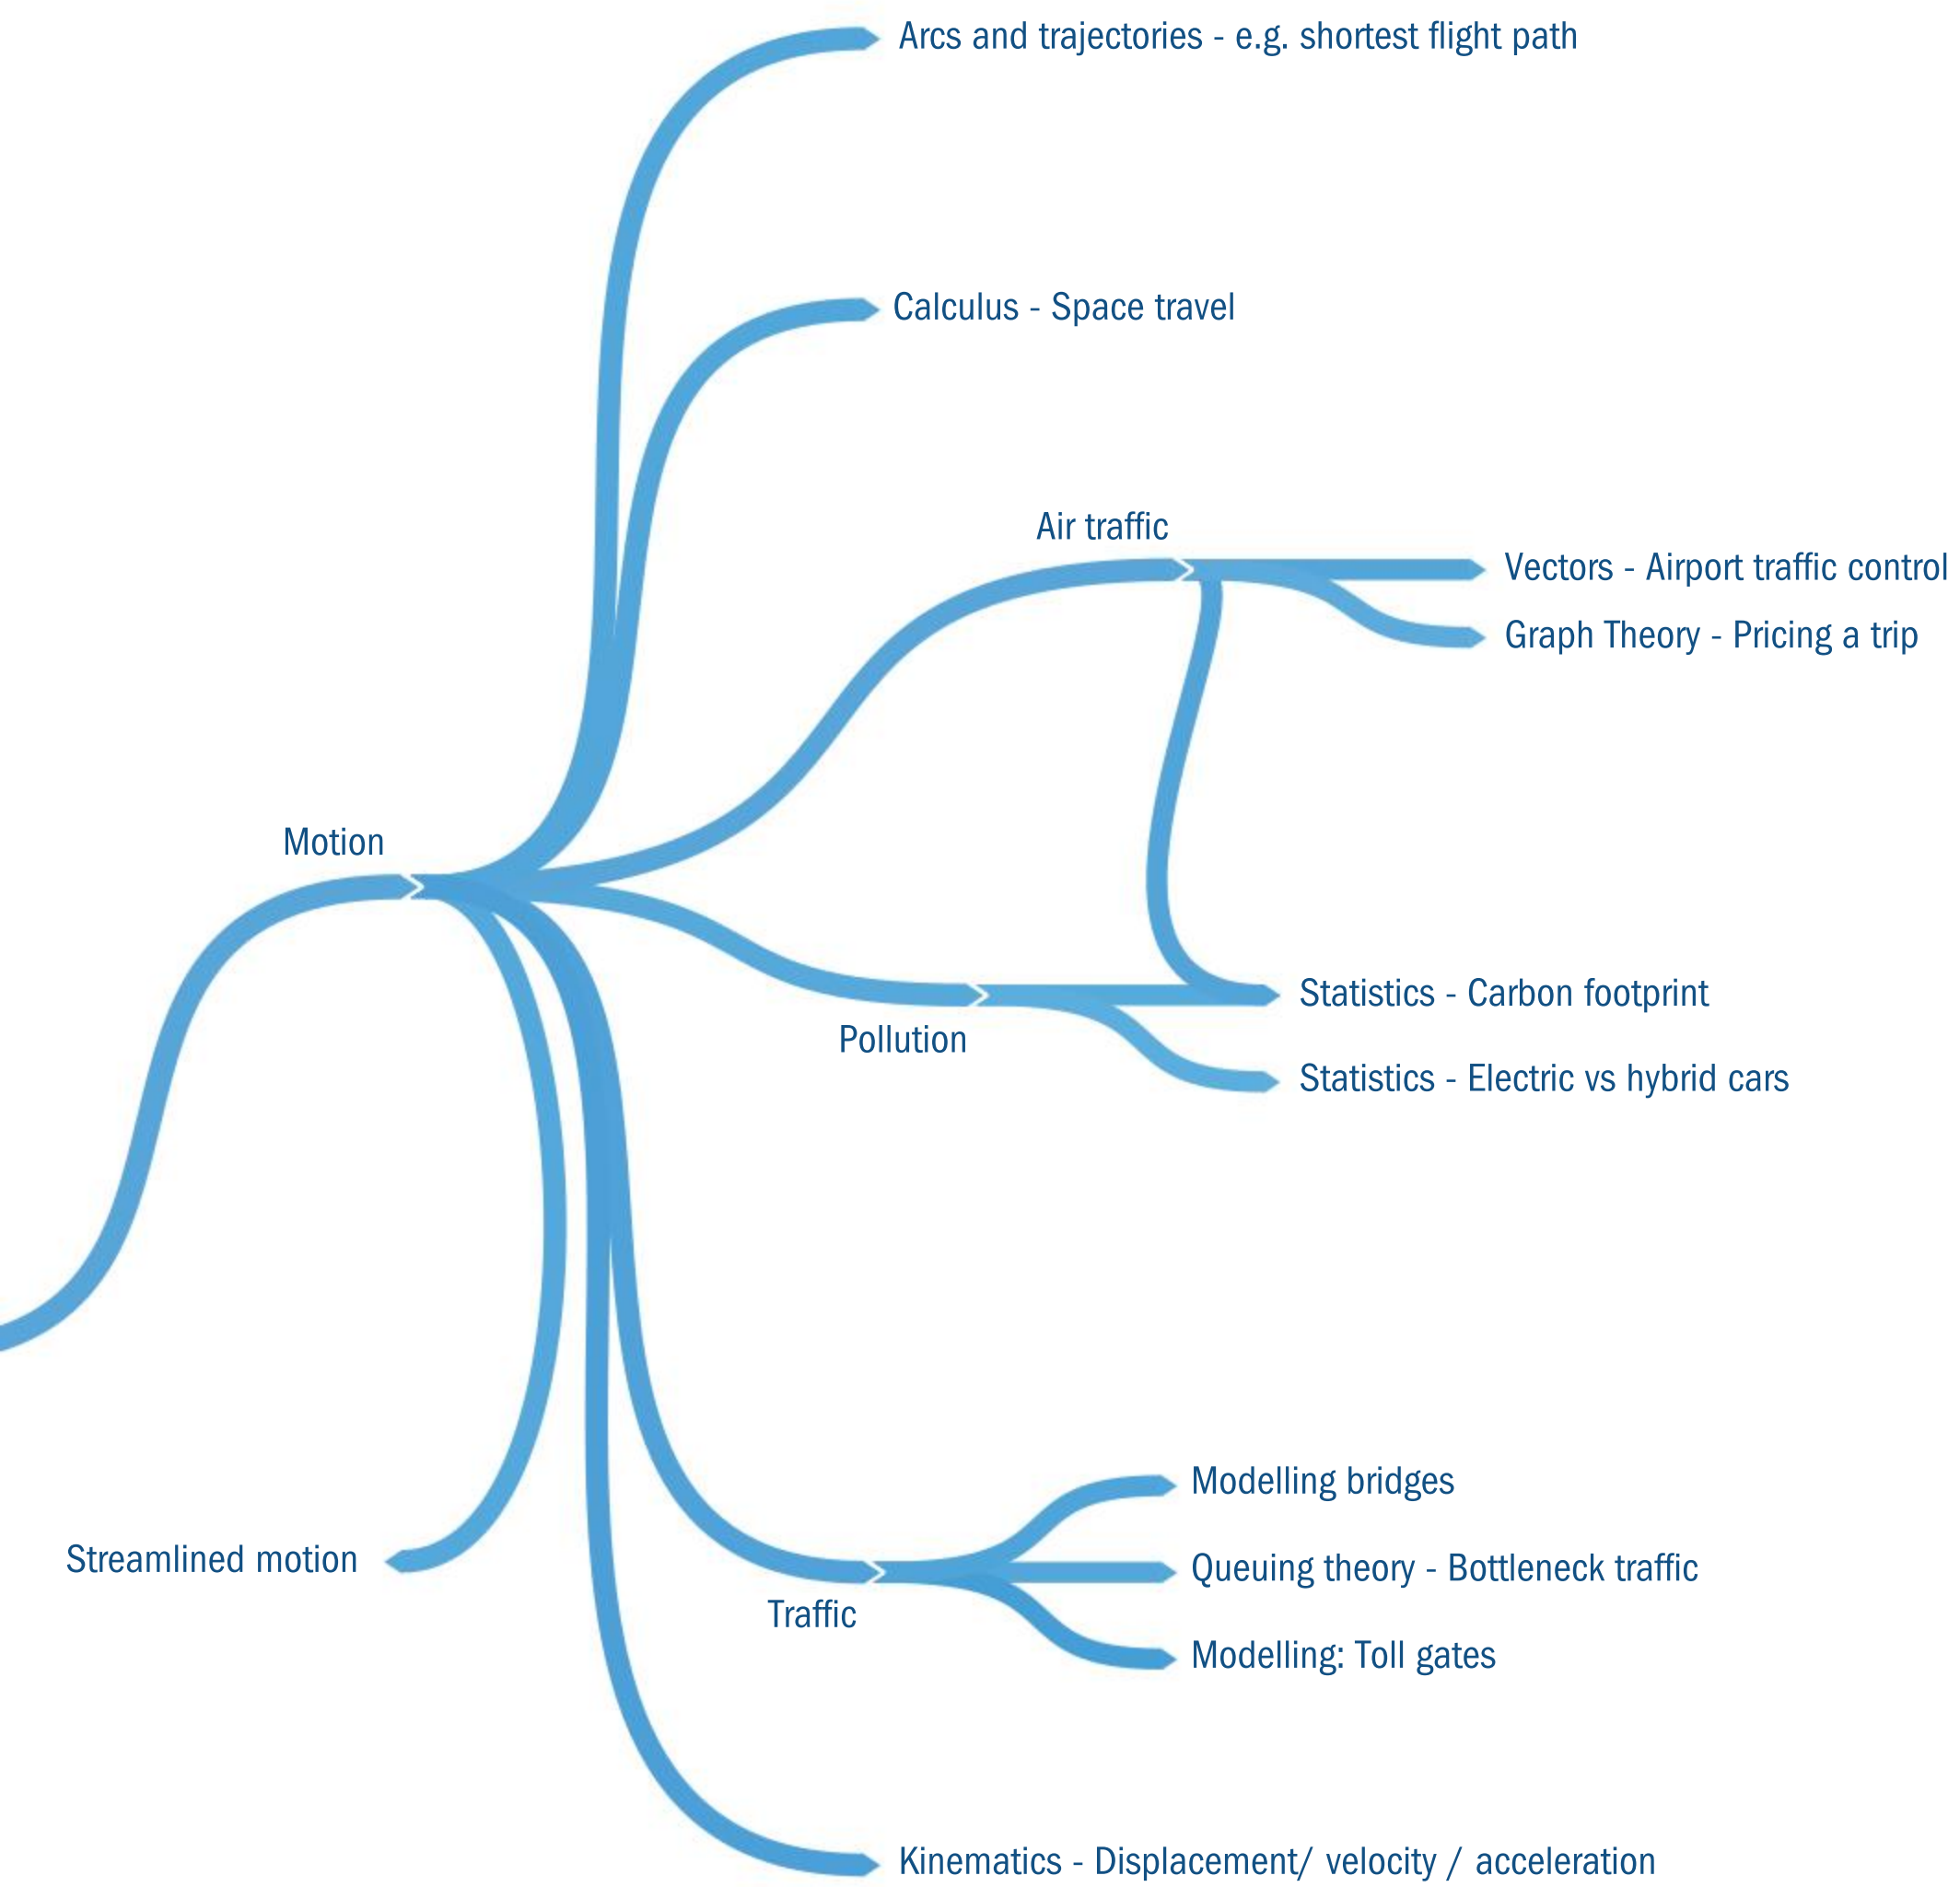 Arcs and trajectories - e.g. shortest flight path
Calculus - Space travel
Air traffic
Vectors - Airport traffic control
Graph Theory - Pricing a trip
Motion
Statistics - Carbon footprint
Pollution
Statistics - Electric vs hybrid cars
Modelling bridges
Streamlined motion
Queuing theory - Bottleneck traffic
Traffic
Modelling: Toll gates
Kinematics - Displacement/ velocity / acceleration